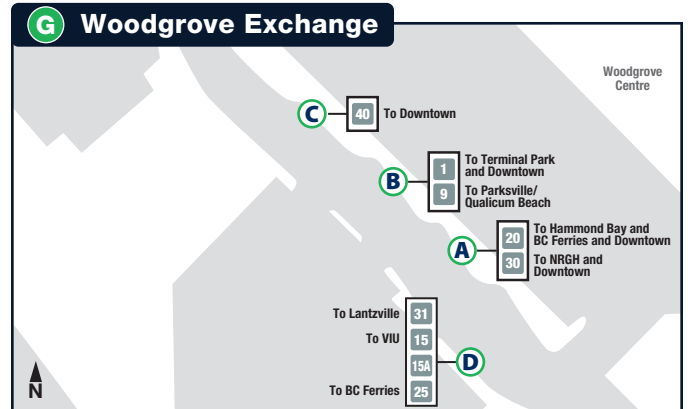 G Woodgrove Exchange
Woodgrove
Centre
C 40 To Downtown
B
1 To Terminal Park
and Downtown
9 To Parksville/
Qualicum Beach
A
20 To Hammond Bay and
BC Ferries and Downtown
30 To NRGH and
Downtown
To Lantzville 31
To VIU 15
15A D
To BC Ferries 25
N